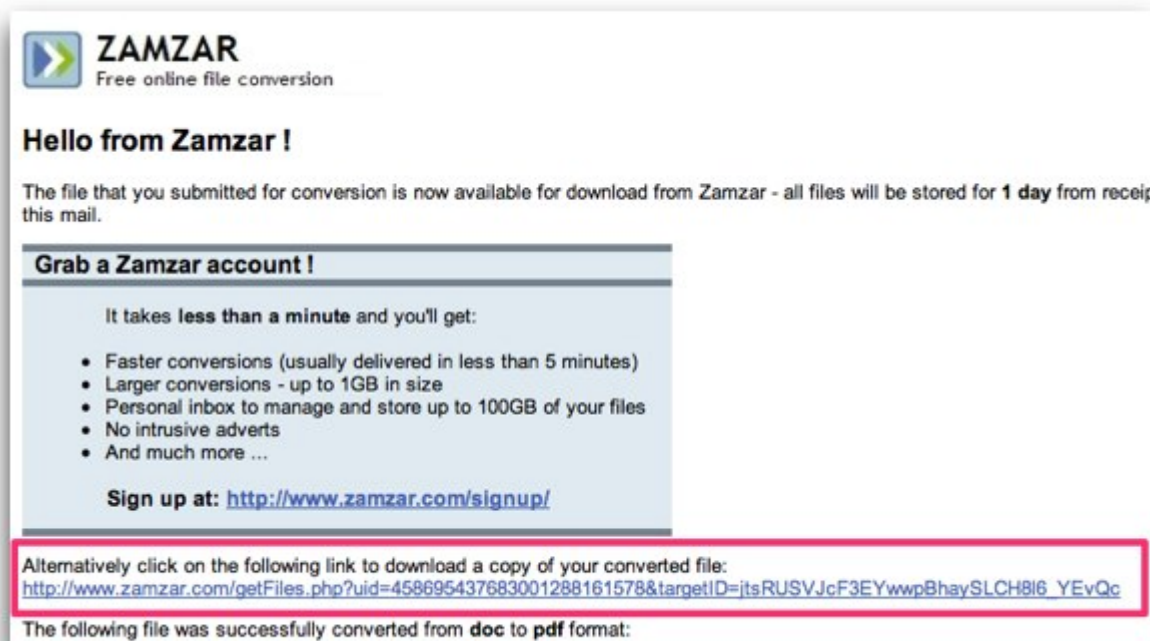 ZAMZAR
Free online file conversion
Hello from Zamzar !
The file that you submitted for conversion is now available for download from Zamzar - all files will be stored for 1 day from receip
this mail.
Grab a Zamzar account !
It takes less than a minute and you'll get:
• Faster conversions (usually delivered in less than 5 minutes)
• Larger conversions - up to 1GB in size
• Personal inbox to manage and store up to 100GB of your files
• No intrusive adverts
• And much more ...
Sign up at: http://www.zamzar.com/signup/
Alternatively click on the following link to download a copy of your converted file:
http://www.zamzar.com/getFiles.php?uid=458695437683001288161578&targetID=jtsRUSVJcF3EYwwpBhaySLCH8I6_YEvQc
The following file was successfully converted from doc to pdf format: